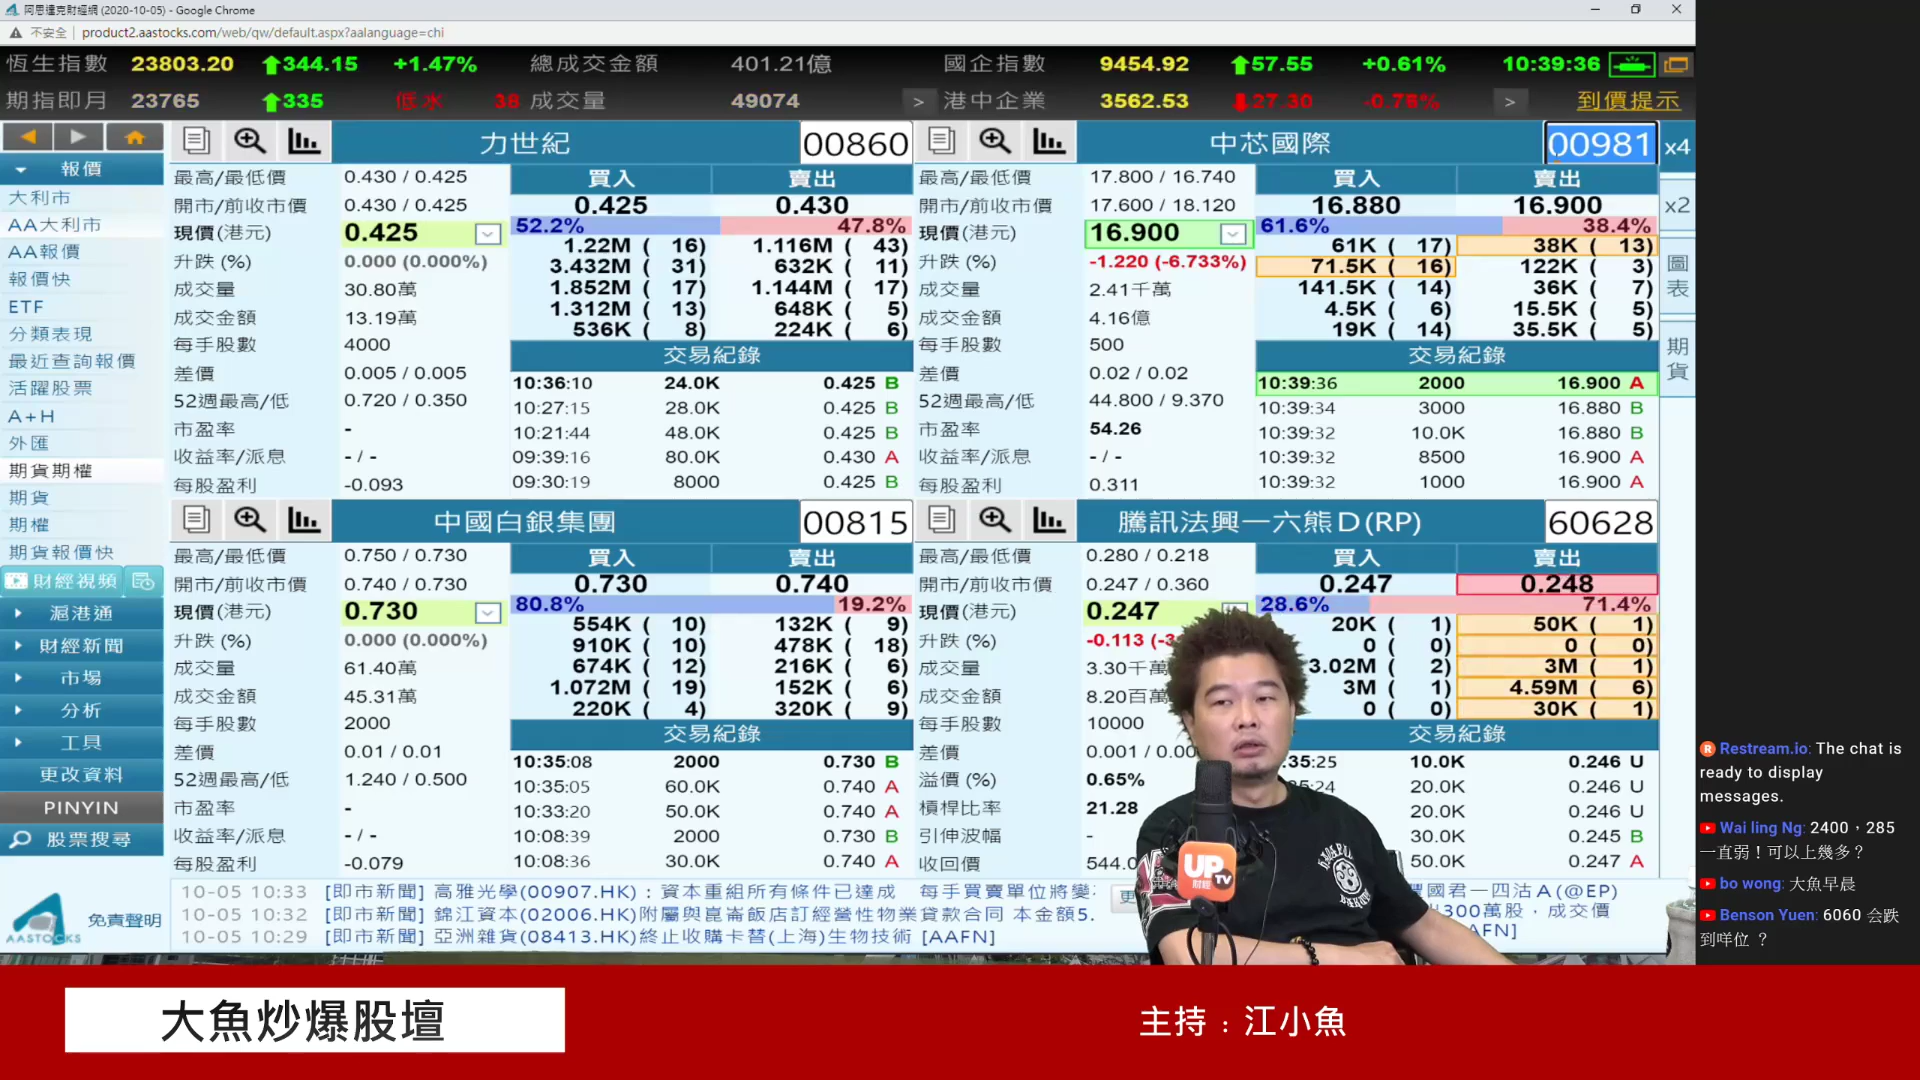 阿思達克財經網 (2020-10-05) - Google Chrome
不安全 | product2.aastocks.com/web/qw/default.aspx?aalanguage=chi
恆生指數 23803.20 344.15 +1.47% 總成交金額 401.21億 國企指數 9454.92 57.55 +0.61% 10:39:36
期指即月 23765 335 低水 38 成交量 49074 > 港中企業 3562.53 27.30 -0.76% > 到價提示
報價
大利市
AA大利市
AA報價
報價快
ETF
分類表現
最近查詢報價
活躍股票
A+H
外匯
期貨期權
期貨
期權
期貨報價快
財經視頻
滬港通
財經新聞
市場
分析
工具
更改資料
PINYIN
股票搜尋
AASTOCKS 免責聲明
力世紀 00860
最高/最低價 0.430 / 0.425
開市/前收市價 0.430 / 0.425
現價(港元) 0.425
升跌 (%) 0.000 (0.000%)
成交量 30.80萬
成交金額 13.19萬
每手股數 4000
差價 0.005 / 0.005
52週最高/低 0.720 / 0.350
市盈率 -
收益率/派息 - / -
每股盈利 -0.093
買入 賣出
0.425 0.430
52.2% 47.8%
1.22M ( 16) 1.116M ( 43)
3.432M ( 31) 632K ( 11)
1.852M ( 17) 1.144M ( 17)
1.312M ( 13) 648K ( 5)
536K ( 8) 224K ( 6)
交易紀錄
10:36:10 24.0K 0.425 B
10:27:15 28.0K 0.425 B
10:21:44 48.0K 0.425 B
09:39:16 80.0K 0.430 A
09:30:19 8000 0.425 B
中芯國際 00981
最高/最低價 17.800 / 16.740
開市/前收市價 17.600 / 18.120
現價(港元) 16.900
升跌 (%) -1.220 (-6.733%)
成交量 2.41千萬
成交金額 4.16億
每手股數 500
差價 0.02 / 0.02
52週最高/低 44.800 / 9.370
市盈率 54.26
收益率/派息 - / -
每股盈利 0.311
買入 賣出
16.880 16.900
61.6% 38.4%
61K ( 17) 38K ( 13)
71.5K ( 16) 122K ( 3)
141.5K ( 14) 36K ( 7)
4.5K ( 6) 15.5K ( 5)
19K ( 14) 35.5K ( 5)
交易紀錄
10:39:36 2000 16.900 A
10:39:34 3000 16.880 B
10:39:32 10.0K 16.880 B
10:39:32 8500 16.900 A
10:39:32 1000 16.900 A
x4
x2
圖表
期貨
中國白銀集團 00815
最高/最低價 0.750 / 0.730
開市/前收市價 0.740 / 0.730
現價(港元) 0.730
升跌 (%) 0.000 (0.000%)
成交量 61.40萬
成交金額 45.31萬
每手股數 2000
差價 0.01 / 0.01
52週最高/低 1.240 / 0.500
市盈率 -
收益率/派息 - / -
每股盈利 -0.079
買入 賣出
0.730 0.740
80.8% 19.2%
554K ( 10) 132K ( 9)
910K ( 10) 478K ( 18)
674K ( 12) 216K ( 6)
1.072M ( 19) 152K ( 6)
220K ( 4) 320K ( 9)
交易紀錄
10:35:08 2000 0.730 B
10:35:05 60.0K 0.740 A
10:33:20 50.0K 0.740 A
10:08:39 2000 0.730 B
10:08:36 30.0K 0.740 A
騰訊法興一六熊D(RP) 60628
最高/最低價 0.280 / 0.218
開市/前收市價 0.247 / 0.360
現價(港元) 0.247
升跌 (%) -0.113
成交量 3.30千萬
成交金額 8.20百萬
每手股數 10000
差價 0.001 / 0.00
溢價 (%) 0.65%
槓桿比率 21.28
引伸波幅 -
收回價 544.0
買入 賣出
0.247 0.248
28.6% 71.4%
20K ( 1) 50K ( 1)
0 ( 0) 0 ( 0)
3.02M ( 2) 3M ( 1)
3M ( 1) 4.59M ( 6)
0 ( 0) 30K ( 1)
交易紀錄
:35:25 10.0K 0.246 U
:35:24 20.0K 0.246 U
20.0K 0.246 U
30.0K 0.245 B
50.0K 0.247 A
10-05 10:33 [即市新聞] 高雅光學(00907.HK)：資本重組所有條件已達成 每手買賣單位將變
10-05 10:32 [即市新聞] 錦江資本(02006.HK)附屬與崑崙飯店訂經營性物業貸款合同 本金額5.
10-05 10:29 [即市新聞] 亞洲雜貨(08413.HK)終止收購卡替(上海)生物技術 [AAFN]
國君一四沽A(@EP)
300萬股，成交價
AFN]
UP
財經 TV
Restream.io: The chat is
ready to display
messages.
Wai ling Ng: 2400，285
一直弱！可以上幾多？
bo wong: 大魚早晨
Benson Yuen: 6060 会跌
到咩位 ？
大魚炒爆股壇
主持：江小魚